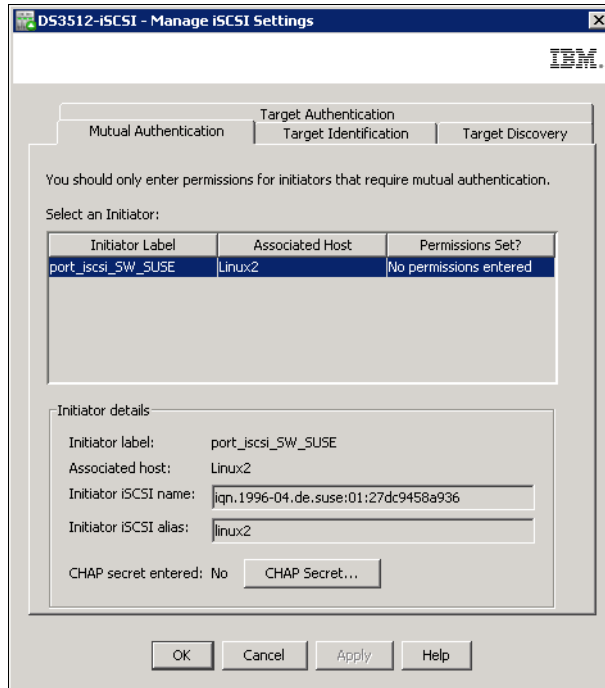 DS3512-iSCSI - Manage iSCSI Settings
IBM.
Target Authentication
Mutual Authentication Target Identification Target Discovery
You should only enter permissions for initiators that require mutual authentication.
Select an Initiator:
Initiator Label Associated Host Permissions Set?
port_iscsi_SW_SUSE Linux2 No permissions entered
Initiator details
Initiator label: port_iscsi_SW_SUSE
Associated host: Linux2
Initiator iSCSI name: iqn.1996-04.de.suse:01:27dc9458a936
Initiator iSCSI alias: linux2
CHAP secret entered: No CHAP Secret...
OK Cancel Apply Help